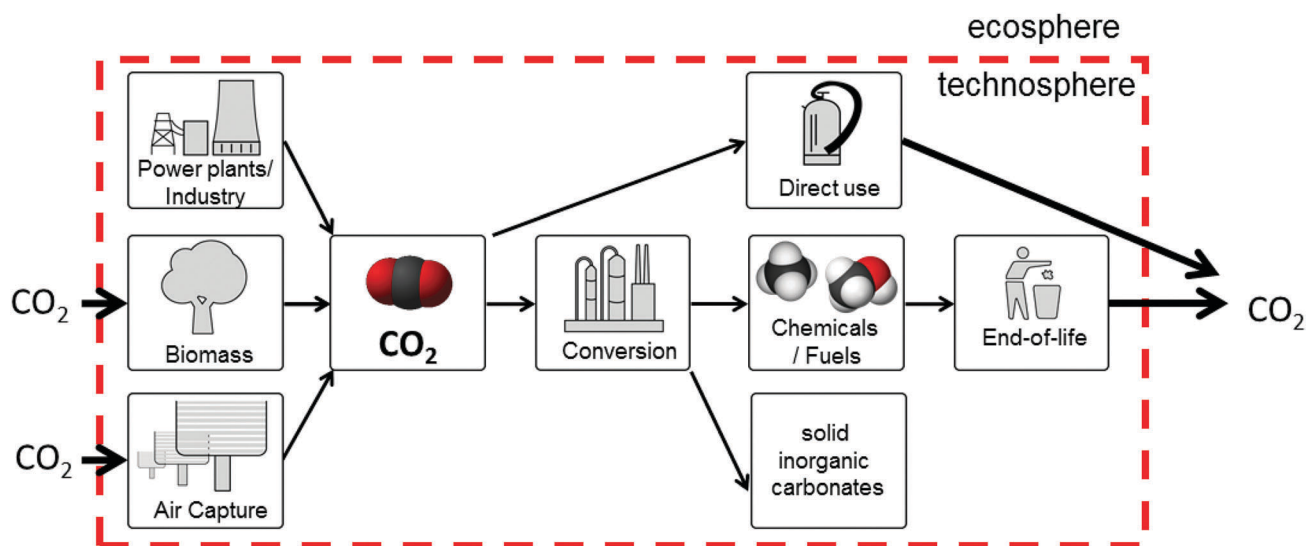 ecosphere
technosphere
Power plants/
Industry
Direct use
CO₂
Biomass
CO₂
Conversion
Chemicals
/ Fuels
End-of-life
CO₂
CO₂
Air Capture
solid
inorganic
carbonates